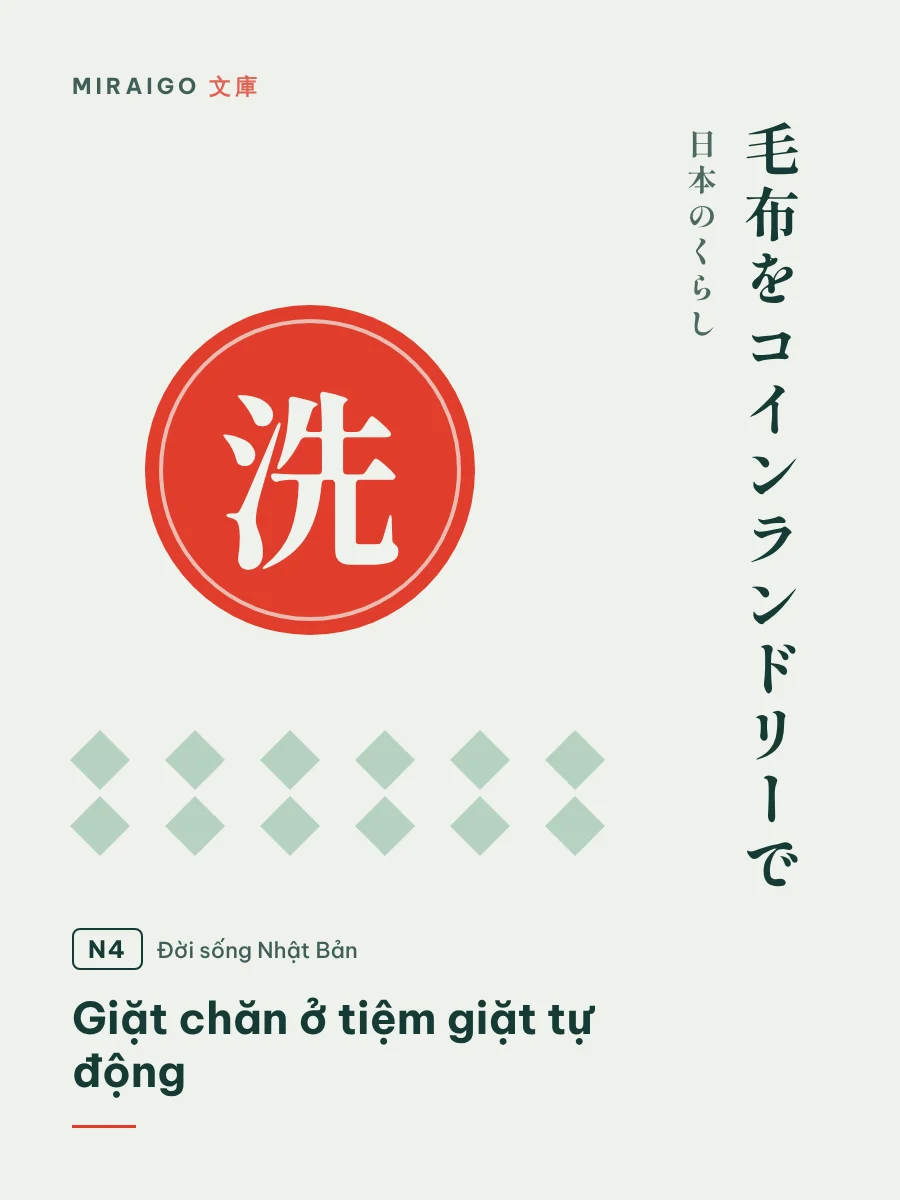 MIRAIGO 文庫
毛布をコインランドリーで
日本のくらし
洗
N4 Đời sống Nhật Bản
Giặt chăn ở tiệm giặt tự
động